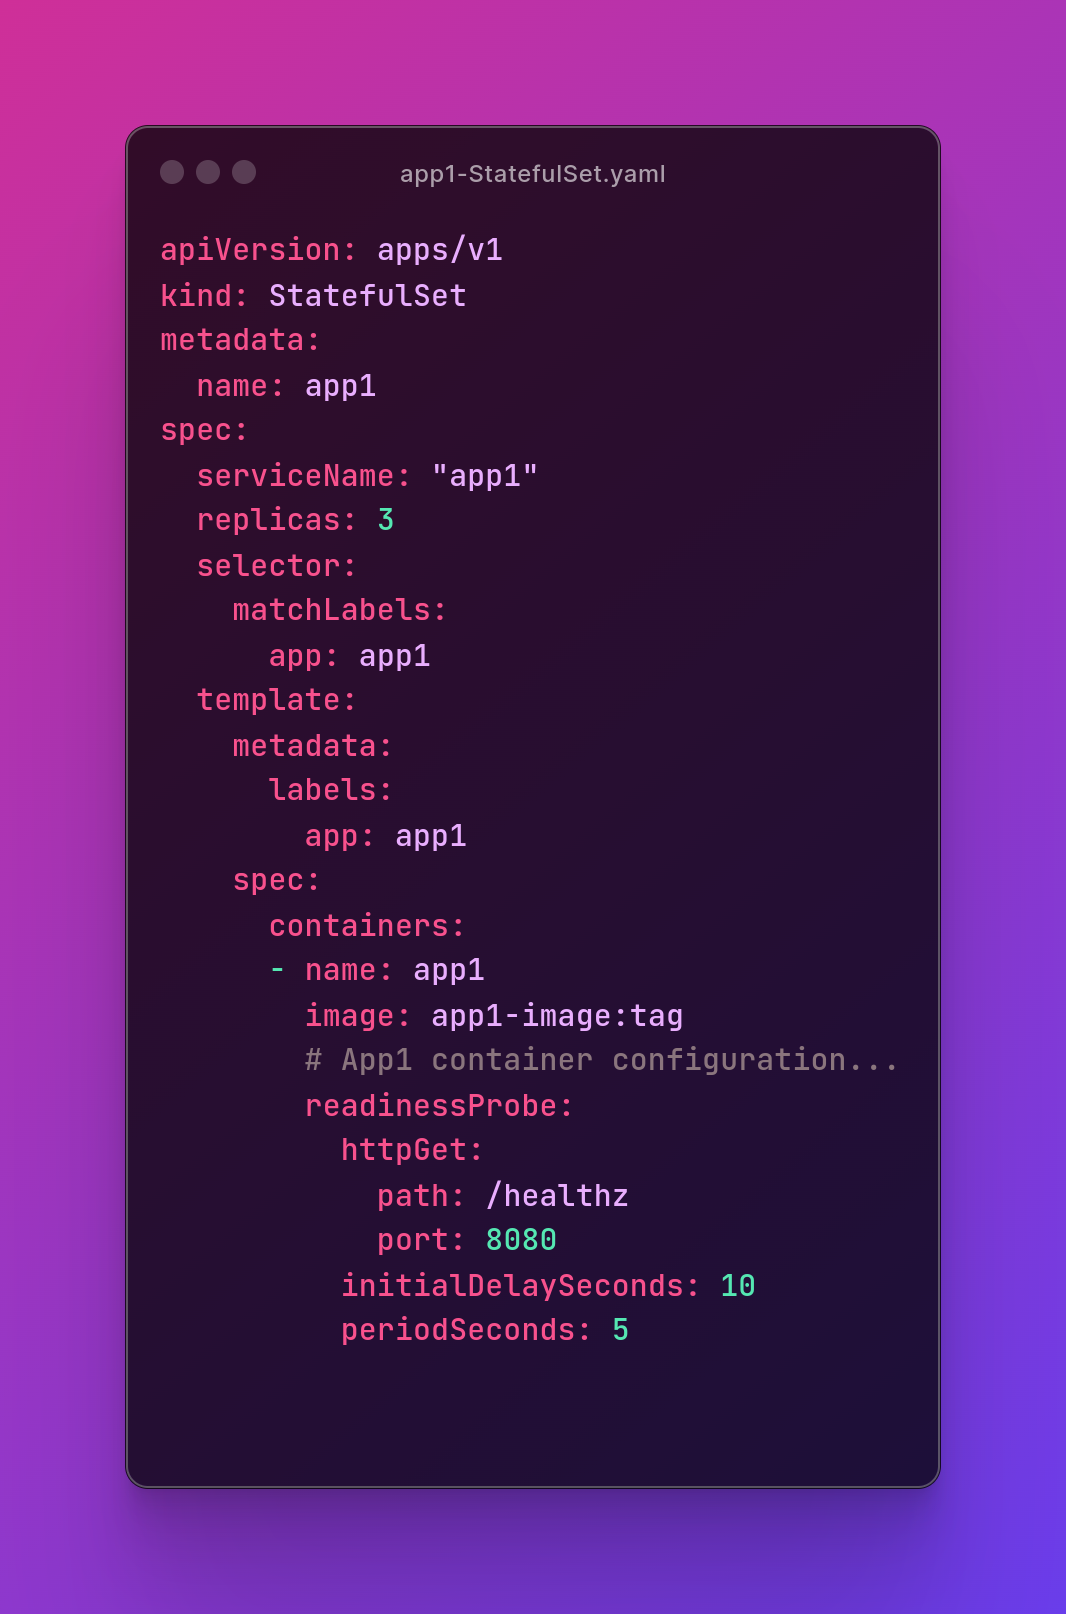 app1-StatefulSet.yaml
apiVersion: apps/v1
kind: StatefulSet
metadata:
  name: app1
spec:
  serviceName: "app1"
  replicas: 3
  selector:
    matchLabels:
      app: app1
  template:
    metadata:
      labels:
        app: app1
    spec:
      containers:
      - name: app1
        image: app1-image:tag
        # App1 container configuration...
        readinessProbe:
          httpGet:
            path: /healthz
            port: 8080
          initialDelaySeconds: 10
          periodSeconds: 5